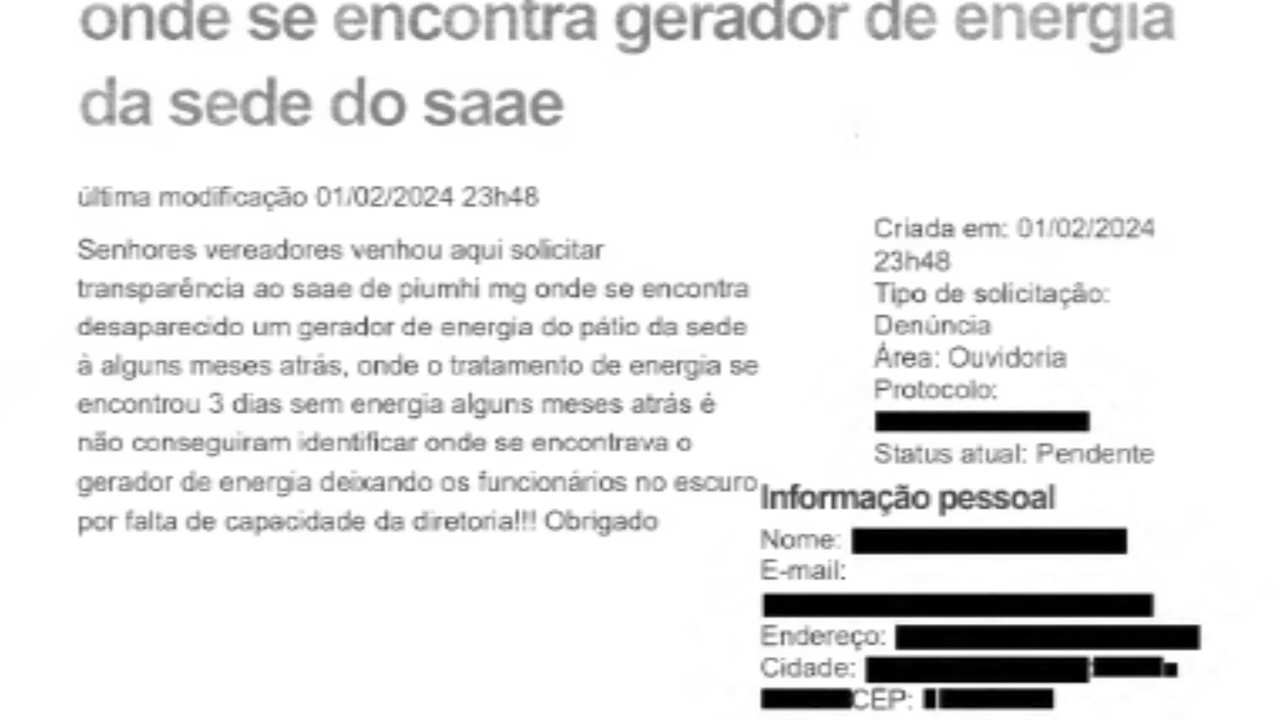 onde se encontra gerador de energia
da sede do saae
última modificação 01/02/2024 23h48
Senhores vereadores venhou aqui solicitar
transparência ao saae de piumhi mg onde se encontra
desaparecido um gerador de energia do pátio da sede
à alguns meses atrás, onde o tratamento de energia se
encontrou 3 dias sem energia alguns meses atrás é
não conseguiram identificar onde se encontrava o
gerador de energia deixando os funcionários no escuro
por falta de capacidade da diretoria!!! Obrigado
Criada em: 01/02/2024
23h48
Tipo de solicitação:
Denúncia
Área: Ouvidoria
Protocolo:
Status atual: Pendente
Informação pessoal
Nome:
E-mail:
Endereço:
Cidade:
CEP: